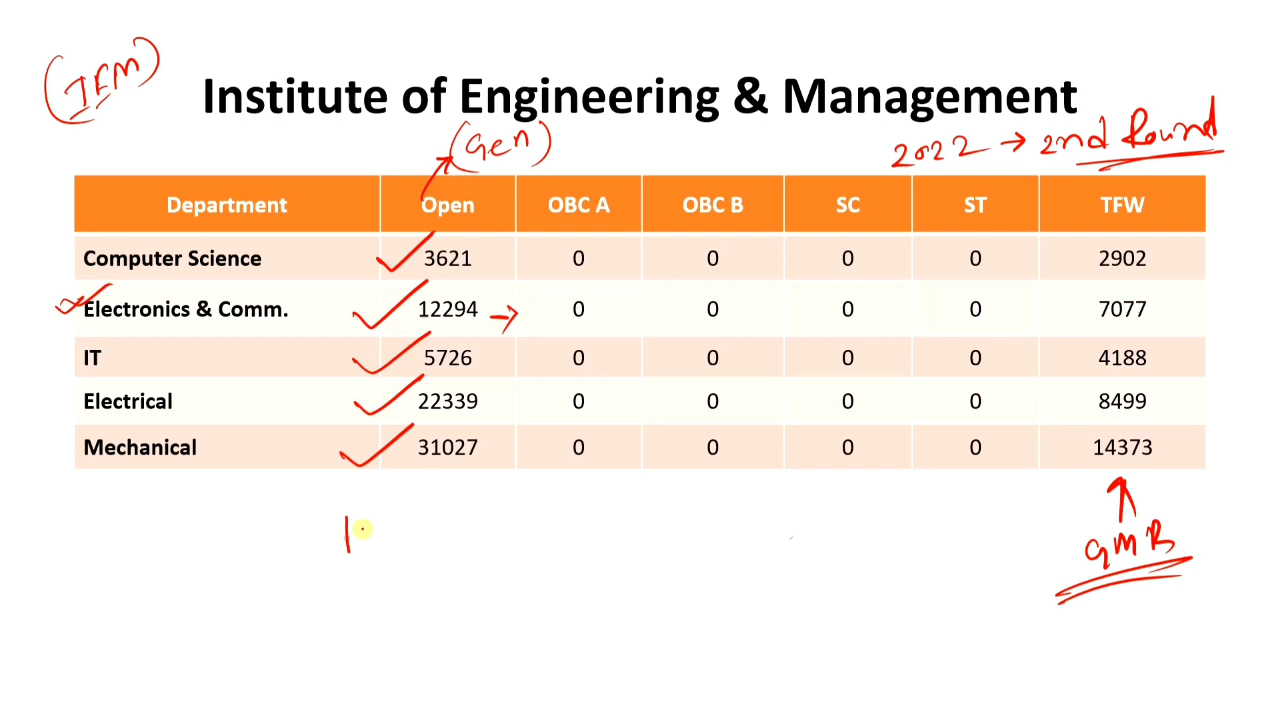 (IEM)
Institute of Engineering & Management
(Gen)
2022 → 2nd Round
Department Open OBC A OBC B SC ST TFW
Computer Science 3621 0 0 0 0 2902
Electronics & Comm. 12294 → 0 0 0 0 7077
IT 5726 0 0 0 0 4188
Electrical 22339 0 0 0 0 8499
Mechanical 31027 0 0 0 0 14373
GMR